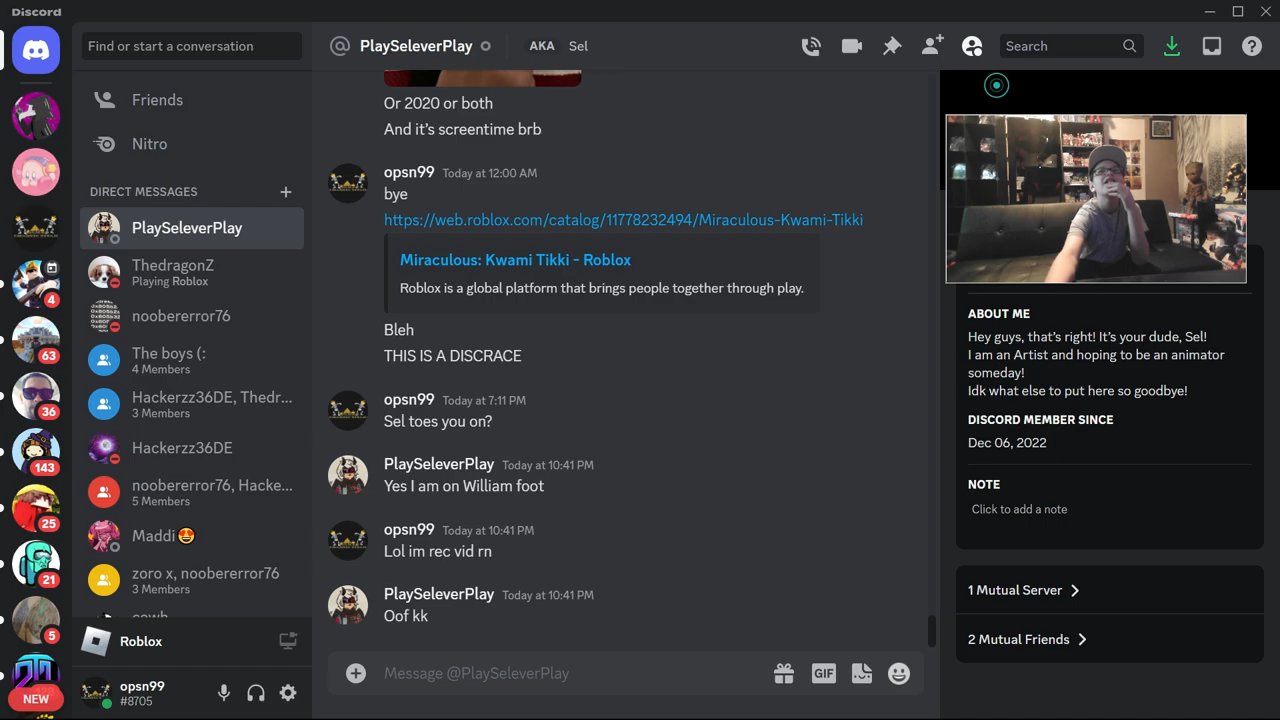 Discord
Find or start a conversation
Friends
Nitro
DIRECT MESSAGES
PlaySeleverPlay
ThedragonZ
Playing Roblox
noobererror76
The boys (:
4 Members
Hackerzz36DE, Thedr...
3 Members
Hackerzz36DE
noobererror76, Hacke...
5 Members
Maddi🤩
zoro x, noobererror76
3 Members
Roblox
opsn99
#8705
4
63
36
143
25
21
5
NEW
PlaySeleverPlay
AKA Sel
Search
Or 2020 or both
And it's screentime brb
opsn99 Today at 12:00 AM
bye
https://web.roblox.com/catalog/11778232494/Miraculous-Kwami-Tikki
Miraculous: Kwami Tikki - Roblox
Roblox is a global platform that brings people together through play.
Bleh
THIS IS A DISCRACE
opsn99 Today at 7:11 PM
Sel toes you on?
PlaySeleverPlay Today at 10:41 PM
Yes I am on William foot
opsn99 Today at 10:41 PM
Lol im rec vid rn
PlaySeleverPlay Today at 10:41 PM
Oof kk
Message @PlaySeleverPlay
GIF
ABOUT ME
Hey guys, that's right! It's your dude, Sel!
I am an Artist and hoping to be an animator
someday!
Idk what else to put here so goodbye!
DISCORD MEMBER SINCE
Dec 06, 2022
NOTE
Click to add a note
1 Mutual Server
2 Mutual Friends